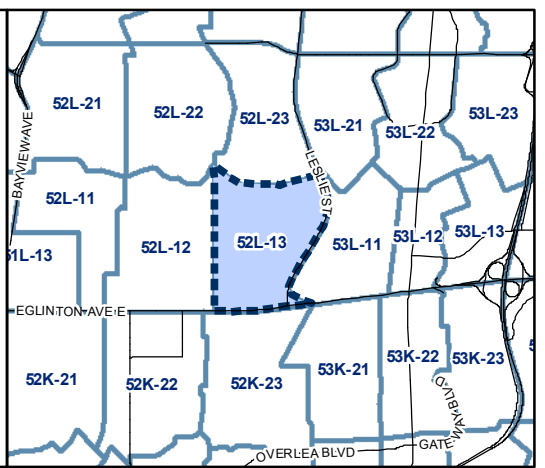 52L-21
52L-22
52L-23
53L-21
53L-22
53L-23
BAYVIEW AVE
LESLIE ST
52L-11
52L-12
52L-13
53L-11
53L-12
53L-13
51L-13
EGLINTON AVE E
52K-21
52K-22
52K-23
53K-21
53K-22
53K-23
OVERLEA BLVD
GATEWAY BLVD